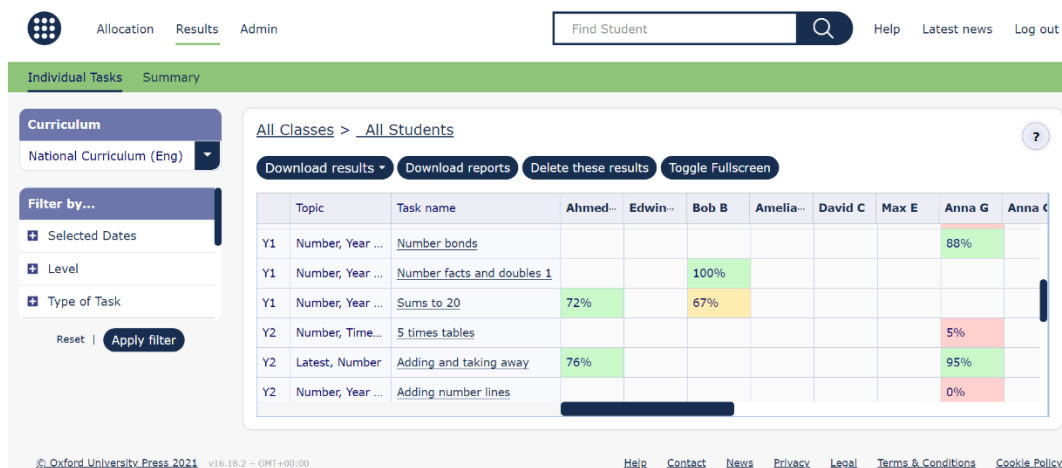 Allocation Results Admin Find Student Help Latest news Log out
Individual Tasks Summary
Curriculum
National Curriculum (Eng)
Filter by...
Selected Dates
Level
Type of Task
Reset | Apply filter
All Classes > All Students ?
Download results Download reports Delete these results Toggle Fullscreen
Topic Task name Ahmed... Edwin... Bob B Amelia... David C Max E Anna G Anna
Y1 Number, Year ... Number bonds 88%
Y1 Number, Year ... Number facts and doubles 1 100%
Y1 Number, Year ... Sums to 20 72% 67%
Y2 Number, Time... 5 times tables 5%
Y2 Latest, Number Adding and taking away 76% 95%
Y2 Number, Year ... Adding number lines 0%
© Oxford University Press 2021 v16.18.2 – GMT+00:00 Help Contact News Privacy Legal Terms & Conditions Cookie Policy